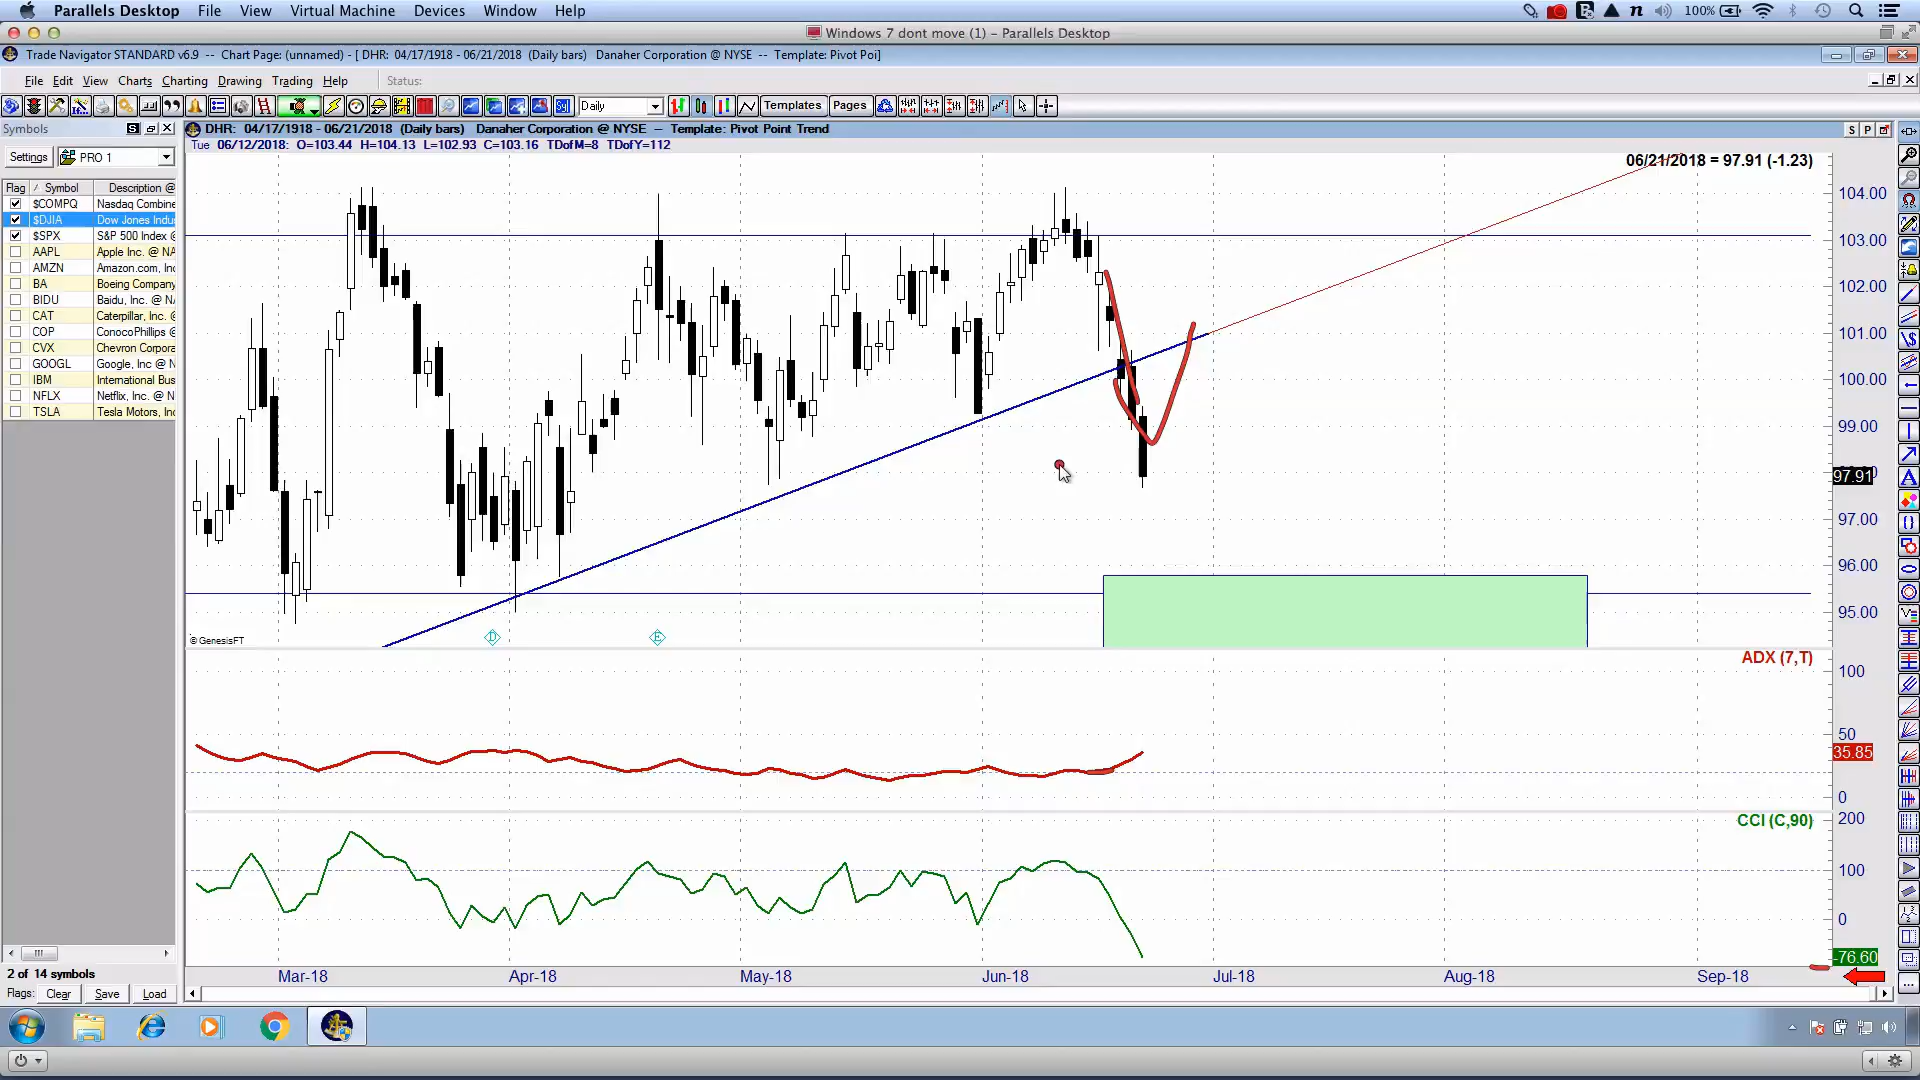 Parallels Desktop File View Virtual Machine Devices Window Help 100%
Windows 7 dont move (1) - Parallels Desktop
Trade Navigator STANDARD v6.9 -- Chart Page: (unnamed) - [ DHR: 04/17/1918 - 06/21/2018 (Daily bars) Danaher Corporation @ NYSE -- Template: Pivot Poi]
File Edit View Charts Charting Drawing Trading Help Status:
Daily Templates Pages
Symbols S
DHR: 04/17/1918 - 06/21/2018 (Daily bars) Danaher Corporation @ NYSE -- Template: Pivot Point Trend S P
Tue 06/12/2018: O=103.44 H=104.13 L=102.93 C=103.16 TDofM=8 TDofY=112
Settings PRO 1
06/21/2018 = 97.91 (-1.23)
Flag Symbol Description @
$COMPQ Nasdaq Combine
$DJIA Dow Jones Indu
$SPX S&P 500 Index @
AAPL Apple Inc. @ NA
AMZN Amazon.com, Inc
BA Boeing Company
BIDU Baidu, Inc. @ NA
CAT Caterpillar, Inc. @
COP ConocoPhillips @
CVX Chevron Corpora
GOOGL Google, Inc @ N
IBM International Bus
NFLX Netflix, Inc. @ N
TSLA Tesla Motors, Inc
104.00
103.00
102.00
101.00
100.00
99.00
97.91
97.00
96.00
95.00
D E
© GenesisFT
ADX (7,T)
100
50
35.85
0
CCI (C,90)
200
100
0
-76.60
Mar-18 Apr-18 May-18 Jun-18 Jul-18 Aug-18 Sep-18
2 of 14 symbols
Flags: Clear Save Load